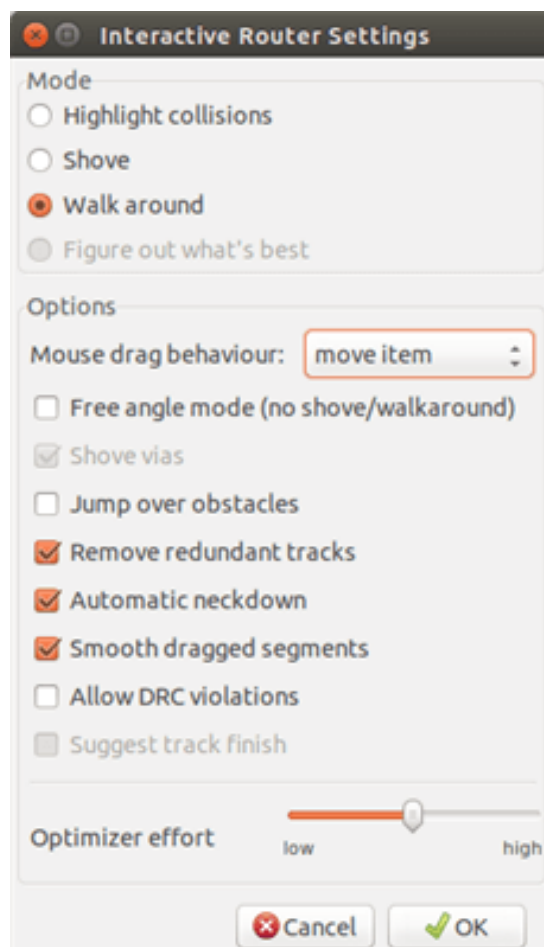 Interactive Router Settings
Mode
Highlight collisions
Shove
Walk around
Figure out what's best
Options
Mouse drag behaviour: move item
Free angle mode (no shove/walkaround)
Shove vias
Jump over obstacles
Remove redundant tracks
Automatic neckdown
Smooth dragged segments
Allow DRC violations
Suggest track finish
Optimizer effort low high
Cancel OK